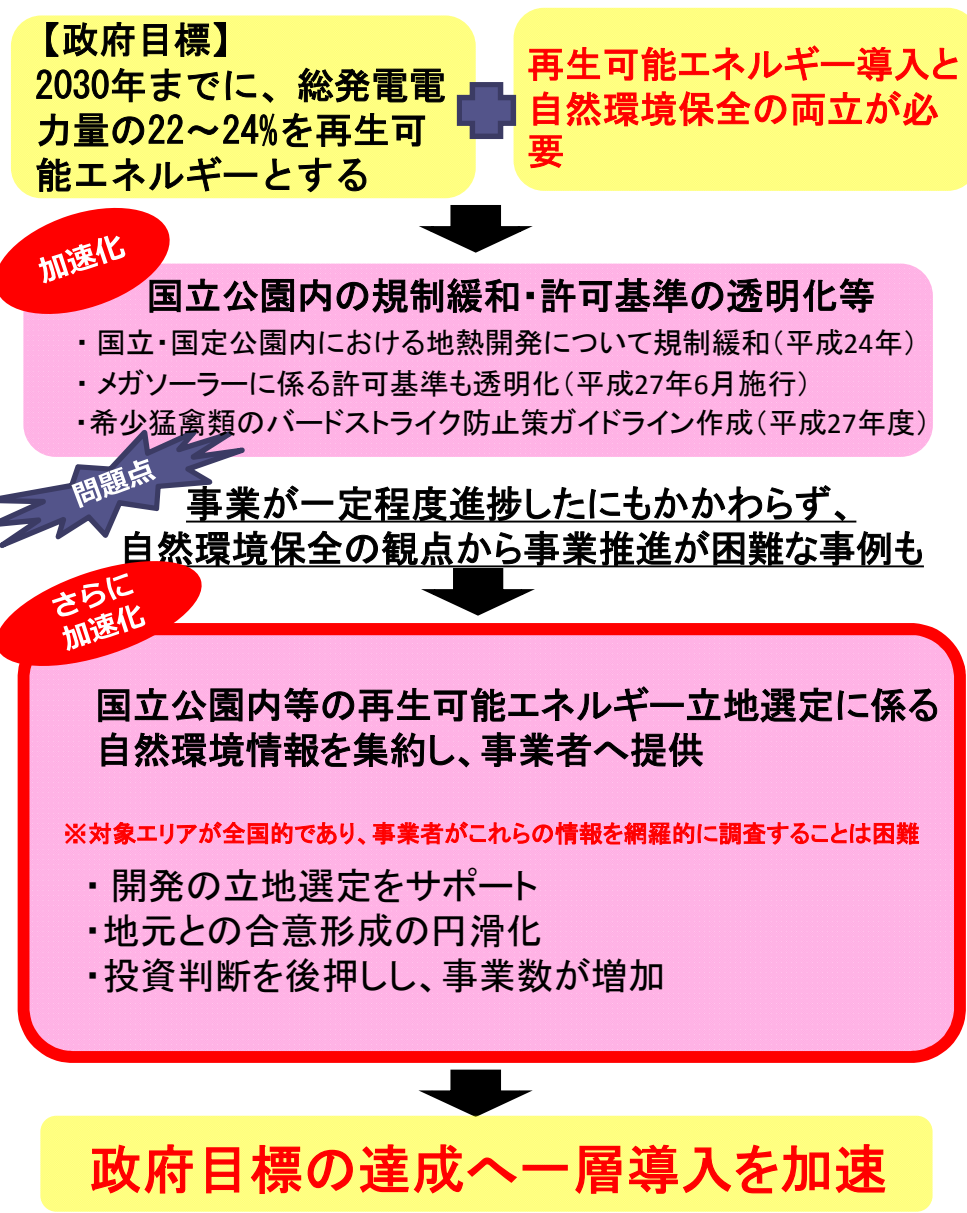 【政府目標】
2030年までに、総発電電
力量の22～24%を再生可
能エネルギーとする
再生可能エネルギー導入と
自然環境保全の両立が必
要
加速化
国立公園内の規制緩和・許可基準の透明化等
・ 国立・国定公園内における地熱開発について規制緩和（平成24年）
・ メガソーラーに係る許可基準も透明化（平成27年6月施行）
・希少猛禽類のバードストライク防止策ガイドライン作成（平成27年度）
問題点
事業が一定程度進捗したにもかかわらず、
自然環境保全の観点から事業推進が困難な事例も
さらに
加速化
国立公園内等の再生可能エネルギー立地選定に係る
自然環境情報を集約し、事業者へ提供
※対象エリアが全国的であり、事業者がこれらの情報を網羅的に調査することは困難
・ 開発の立地選定をサポート
・地元との合意形成の円滑化
・投資判断を後押しし、事業数が増加
政府目標の達成へ一層導入を加速